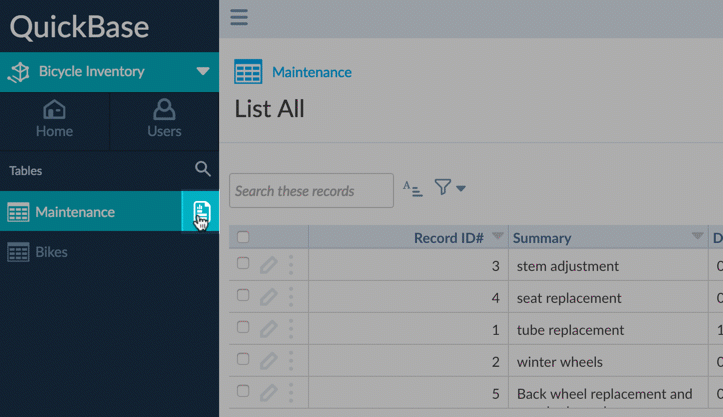 QuickBase
Bicycle Inventory
Home
Users
Tables
Maintenance
Bikes
Maintenance
List All
Search these records
A
Record ID# Summary D
3 stem adjustment 0
4 seat replacement 0
1 tube replacement 1
2 winter wheels 0
5 Back wheel replacement and 0